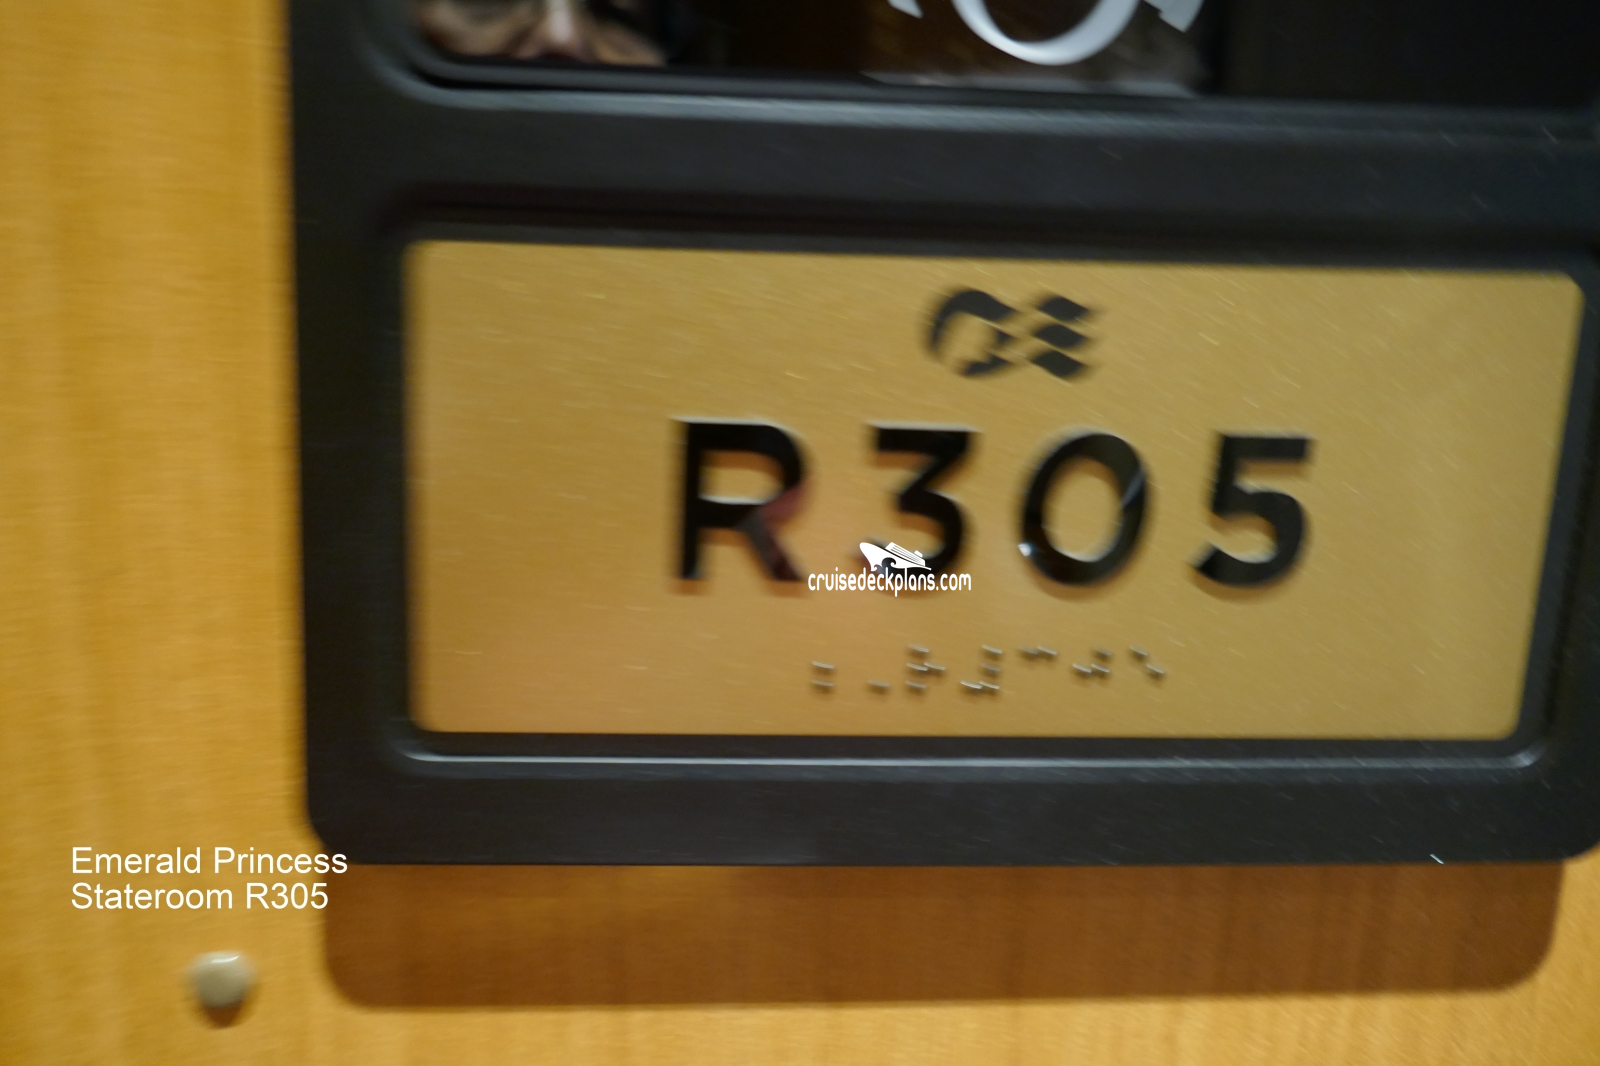 R305
cruisedeckplans.com
Emerald Princess
Stateroom R305